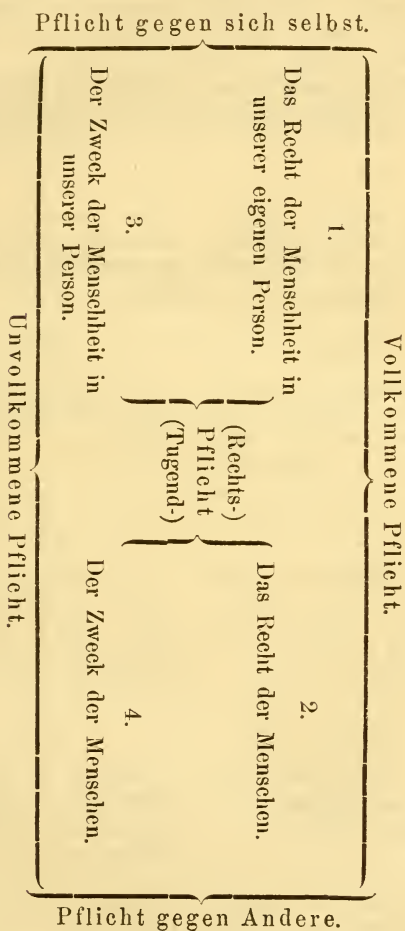 Pflicht gegen sich selbst.
Vollkommene Pflicht.
1.
Das Recht der Menschheit in
unserer eigenen Person.
2.
Das Recht der Menschen.
(Rechts-)
Pflicht
(Tugend-)
3.
Der Zweck der Menschheit in
unserer Person.
4.
Der Zweck der Menschen.
Unvollkommene Pflicht.
Pflicht gegen Andere.